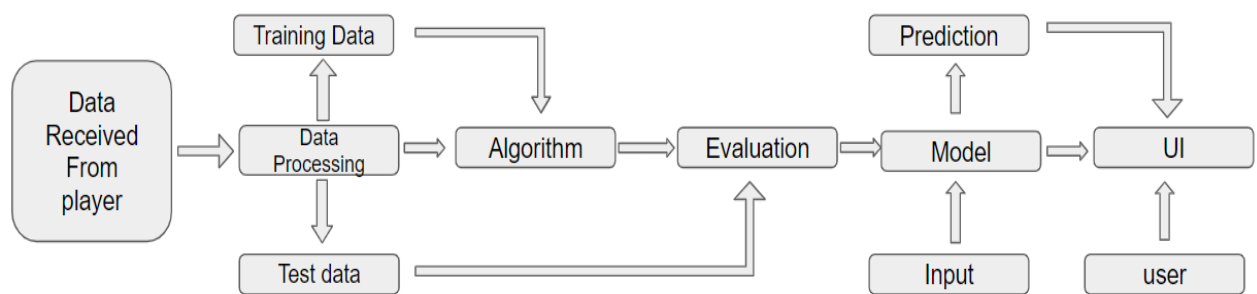 Training Data
Prediction
Data
Received
From
player
Data
Processing
Algorithm
Evaluation
Model
UI
Test data
Input
user